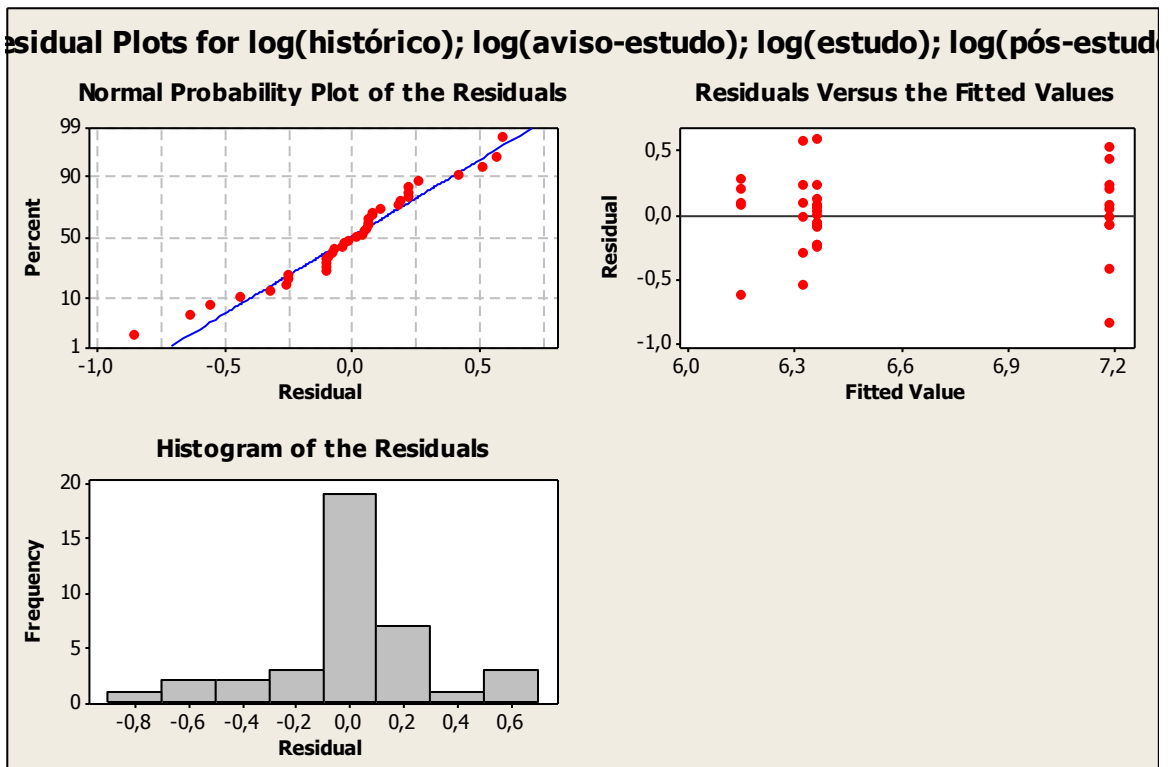 esidual Plots for log(histórico); log(aviso-estudo); log(estudo); log(pós-estud
Normal Probability Plot of the Residuals
99
90
50
10
1
Percent
-1,0 -0,5 0,0 0,5
Residual
Residuals Versus the Fitted Values
0,5
0,0
-0,5
-1,0
Residual
6,0 6,3 6,6 6,9 7,2
Fitted Value
Histogram of the Residuals
20
15
10
5
0
Frequency
-0,8 -0,6 -0,4 -0,2 0,0 0,2 0,4 0,6
Residual